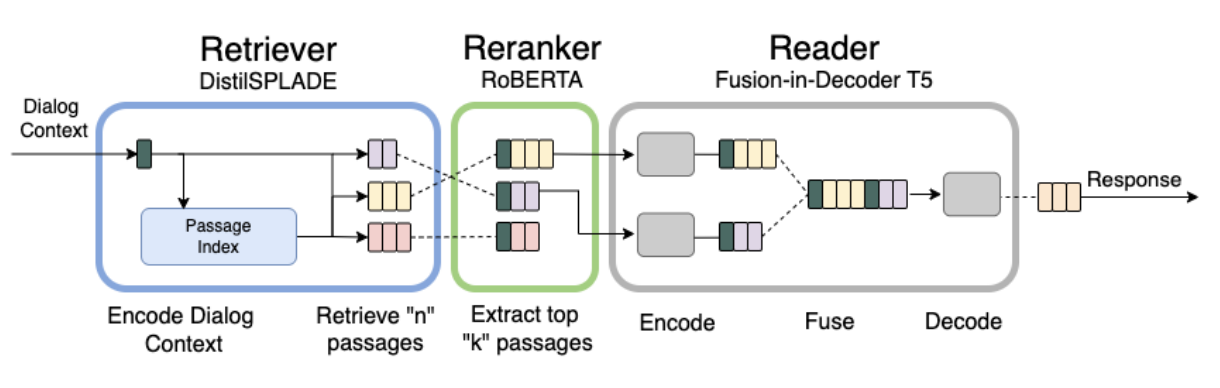 Retriever
DistilSPLADE
Reranker
RoBERTA
Reader
Fusion-in-Decoder T5
Dialog
Context
Passage
Index
Response
Encode Dialog
Context
Retrieve "n"
passages
Extract top
"k" passages
Encode
Fuse
Decode